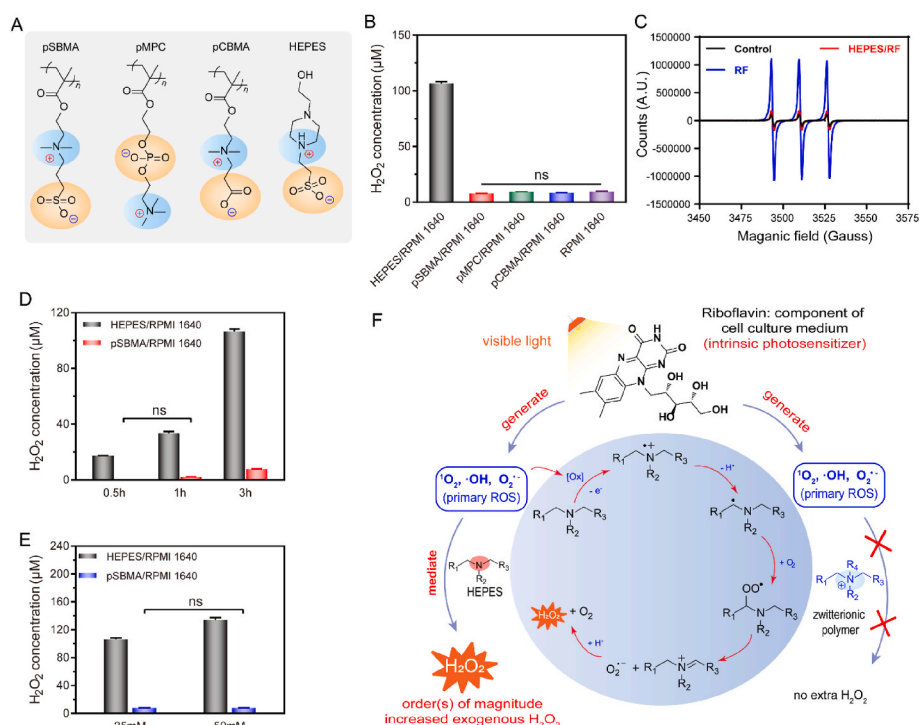 A
pSBMA pMPC pCBMA HEPES
B
H2O2 concentration (µM)
150
100
50
0
ns
HEPES/RPMI 1640
pSBMA/RPMI 1640
pMPC/RPMI 1640
pCBMA/RPMI 1640
RPMI 1640
C
Counts (A.U.)
Control
HEPES/RF
RF
1500000
1000000
500000
0
-500000
-1000000
-1500000
3450 3475 3500 3525 3550 3575
Maganic field (Gauss)
D
H2O2 concentration (µM)
120
80
40
0
HEPES/RPMI 1640
pSBMA/RPMI 1640
ns
0.5h 1h 3h
E
H2O2 concentration (µM)
240
180
120
60
0
HEPES/RPMI 1640
pSBMA/RPMI 1640
ns
F
visible light
Riboflavin: component of
cell culture medium
(intrinsic photosensitizer)
generate
generate
¹O2, ·OH, O2•-
(primary ROS)
[Ox]
- e-
- H+
+ O2
+ H+
¹O2, ·OH, O2•-
(primary ROS)
mediate
HEPES
H2O2 + O2
O2•- +
zwitterionic
polymer
H2O2
order(s) of magnitude
increased exogenous H2O2
no extra H2O2